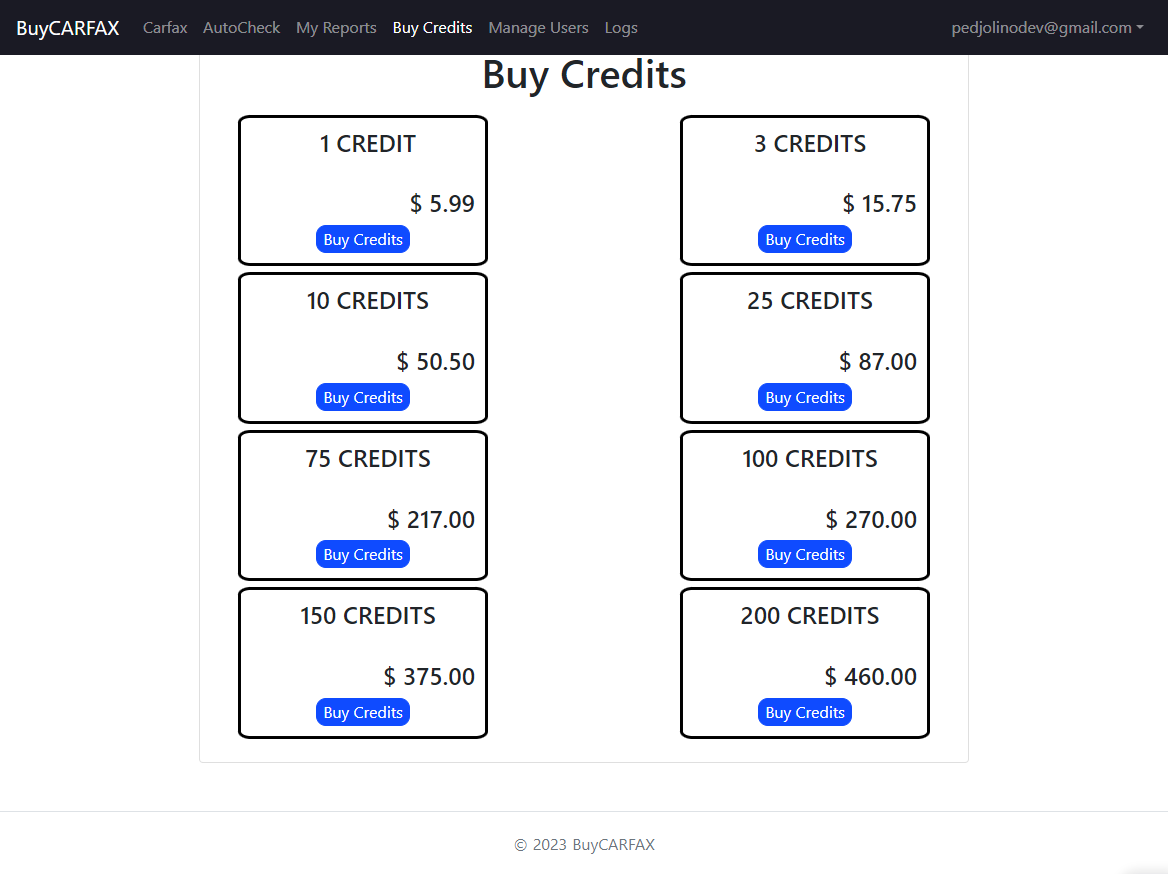 BuyCARFAX Carfax AutoCheck My Reports Buy Credits Manage Users Logs pedjolinodev@gmail.com
Buy Credits
1 CREDIT
$ 5.99
Buy Credits
3 CREDITS
$ 15.75
Buy Credits
10 CREDITS
$ 50.50
Buy Credits
25 CREDITS
$ 87.00
Buy Credits
75 CREDITS
$ 217.00
Buy Credits
100 CREDITS
$ 270.00
Buy Credits
150 CREDITS
$ 375.00
Buy Credits
200 CREDITS
$ 460.00
Buy Credits
© 2023 BuyCARFAX